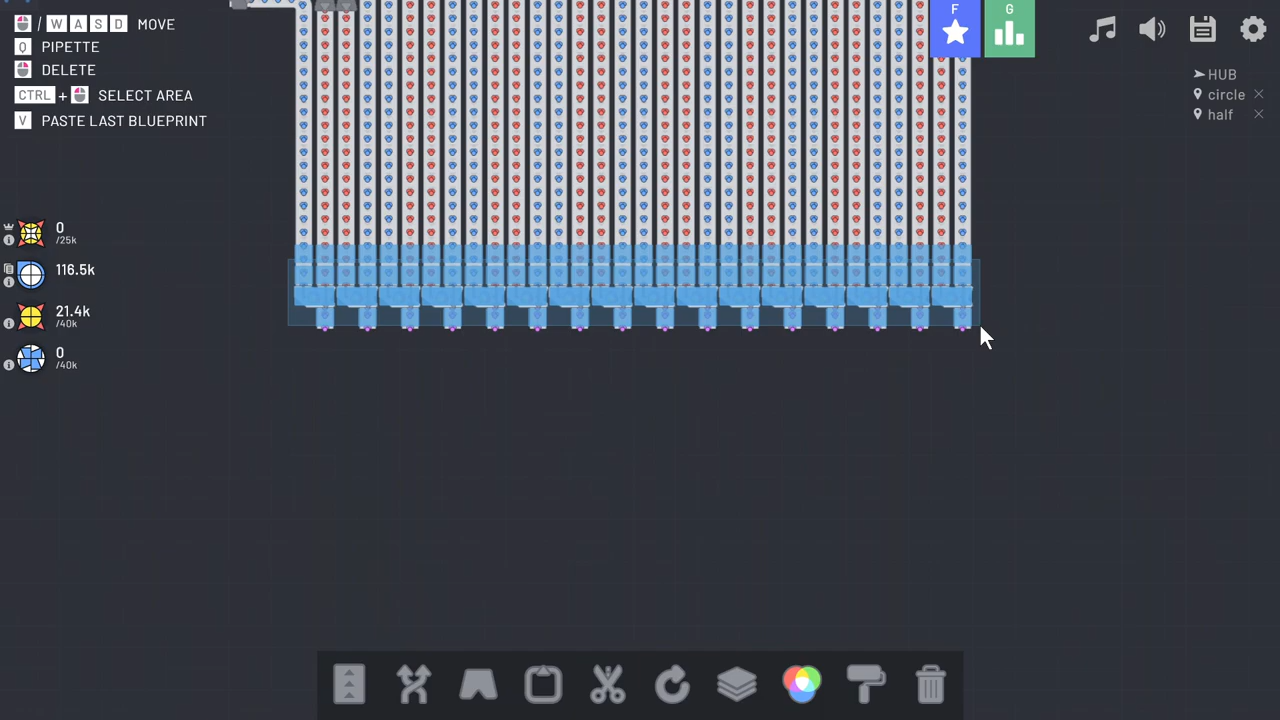 / W A S D MOVE
Q PIPETTE
DELETE
CTRL + SELECT AREA
V PASTE LAST BLUEPRINT
F G
HUB
circle
half
0
/25k
116.5k
21.4k
/40k
0
/40k